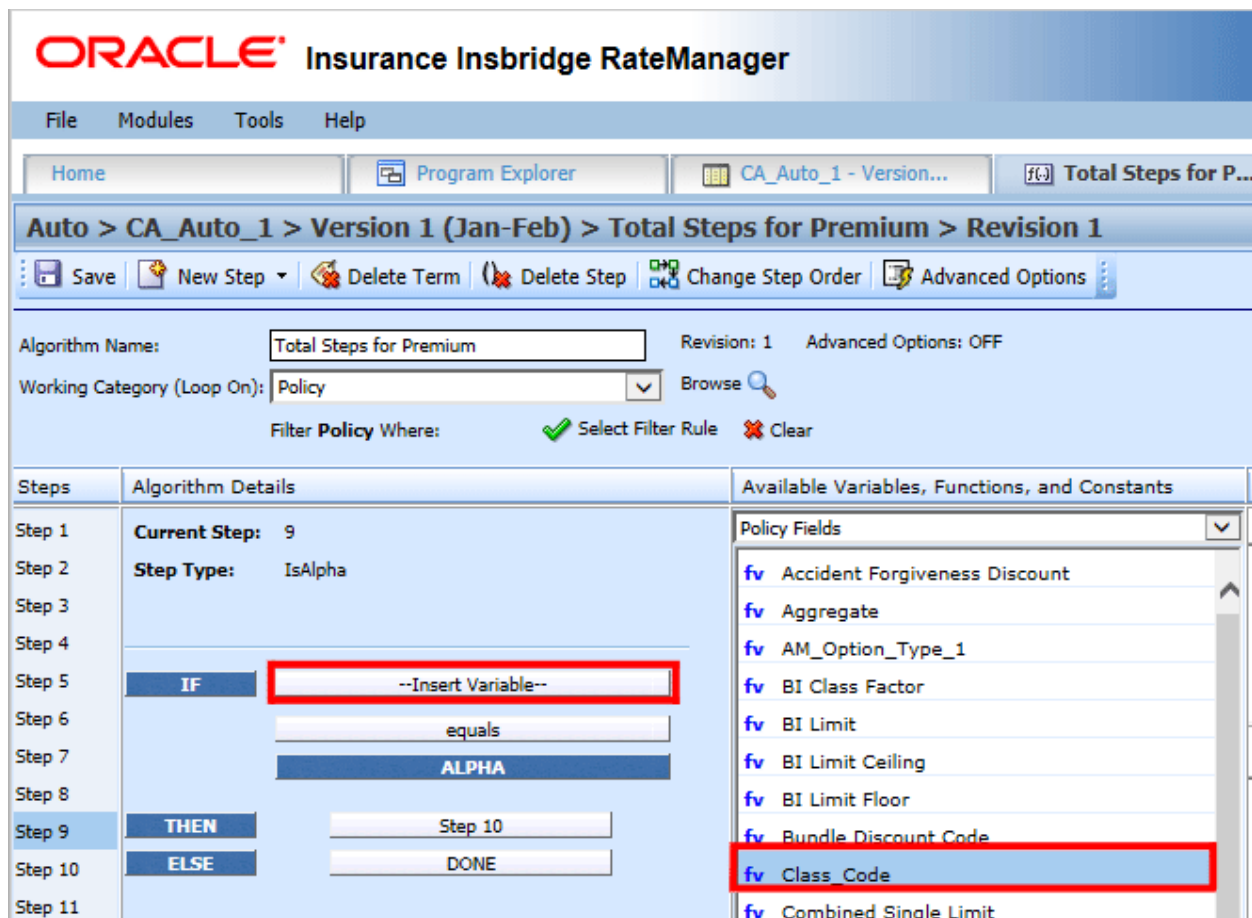 ORACLE Insurance Insbridge RateManager
File Modules Tools Help
Home Program Explorer CA_Auto_1 - Version... f(.) Total Steps for P...
Auto > CA_Auto_1 > Version 1 (Jan-Feb) > Total Steps for Premium > Revision 1
Save New Step Delete Term Delete Step Change Step Order Advanced Options
Algorithm Name: Total Steps for Premium Revision: 1 Advanced Options: OFF
Working Category (Loop On): Policy Browse
Filter Policy Where: Select Filter Rule Clear
Steps Algorithm Details Available Variables, Functions, and Constants
Step 1 Current Step: 9 Policy Fields
Step 2 Step Type: IsAlpha fv Accident Forgiveness Discount
Step 3 fv Aggregate
Step 4 fv AM_Option_Type_1
Step 5 IF --Insert Variable-- fv BI Class Factor
Step 6 equals fv BI Limit
Step 7 ALPHA fv BI Limit Ceiling
Step 8 fv BI Limit Floor
Step 9 THEN Step 10 fv Bundle Discount Code
Step 10 ELSE DONE fv Class_Code
Step 11 fv Combined Single Limit